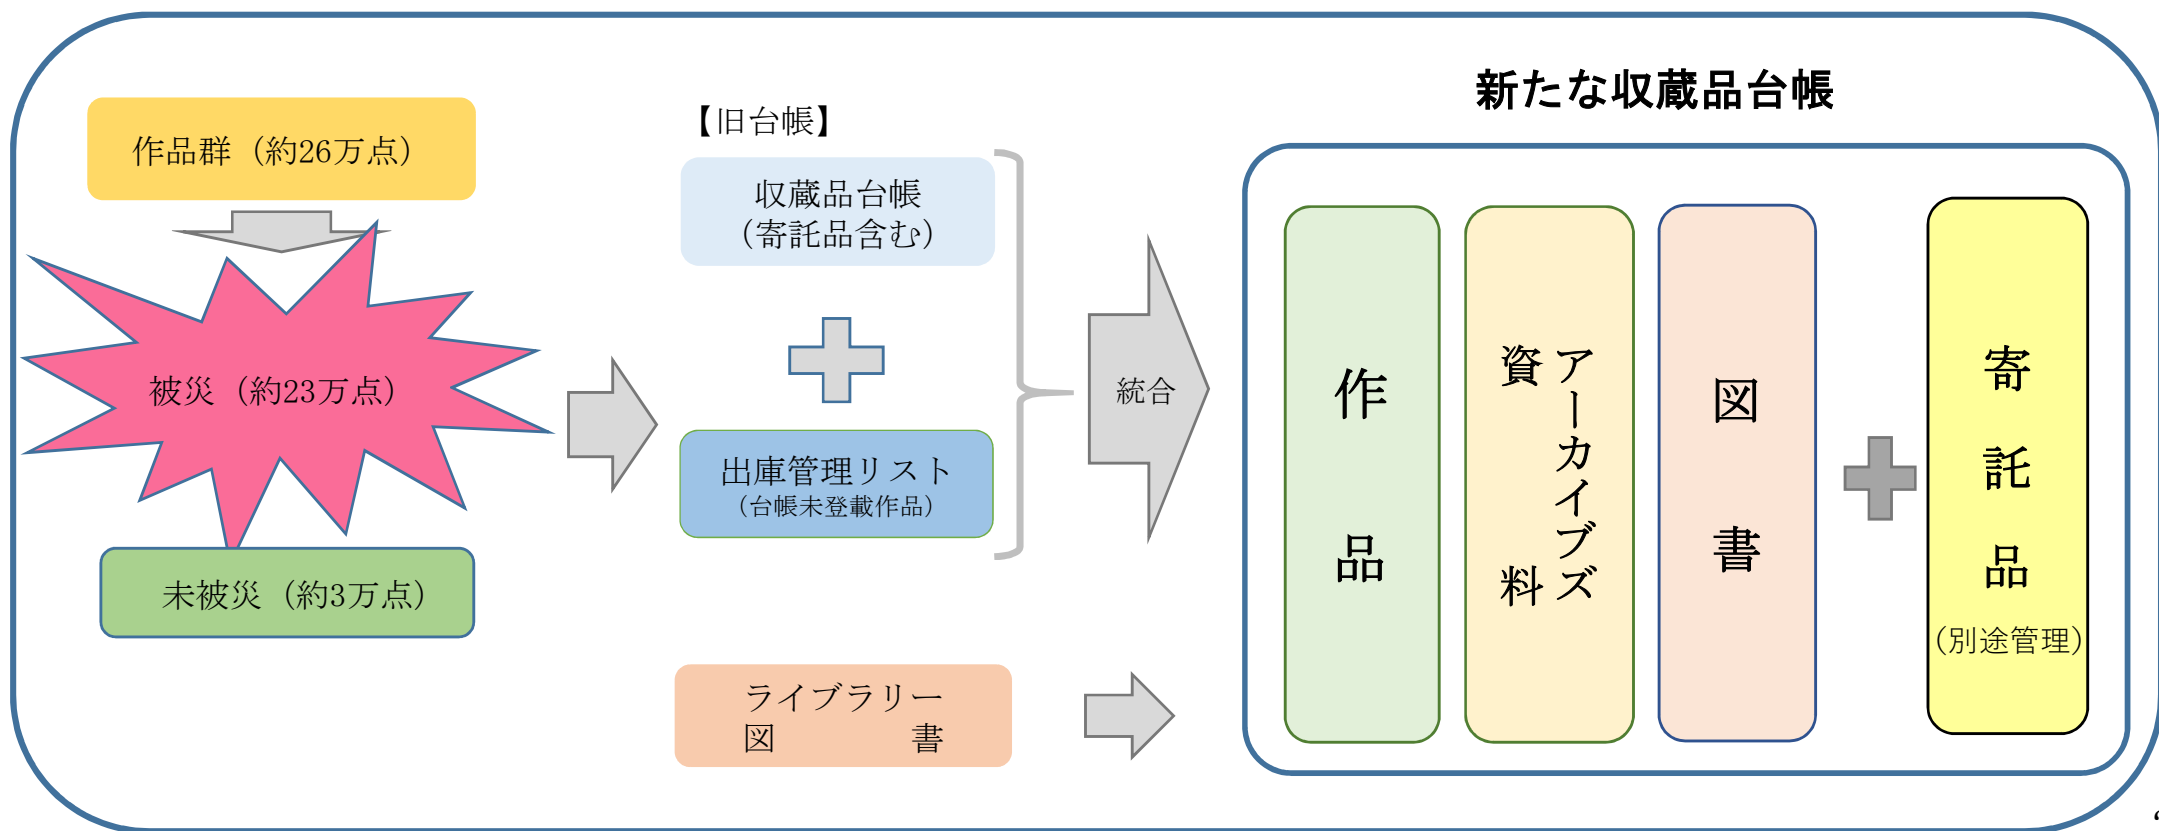 作品群（約26万点）
被災（約23万点）
未被災（約3万点）
【旧台帳】
収蔵品台帳
（寄託品含む）
出庫管理リスト
（台帳未登載作品）
ライブラリー
図　　　　書
統合
新たな収蔵品台帳
作品
アーカイブズ
資料
図書
寄託品
（別途管理）